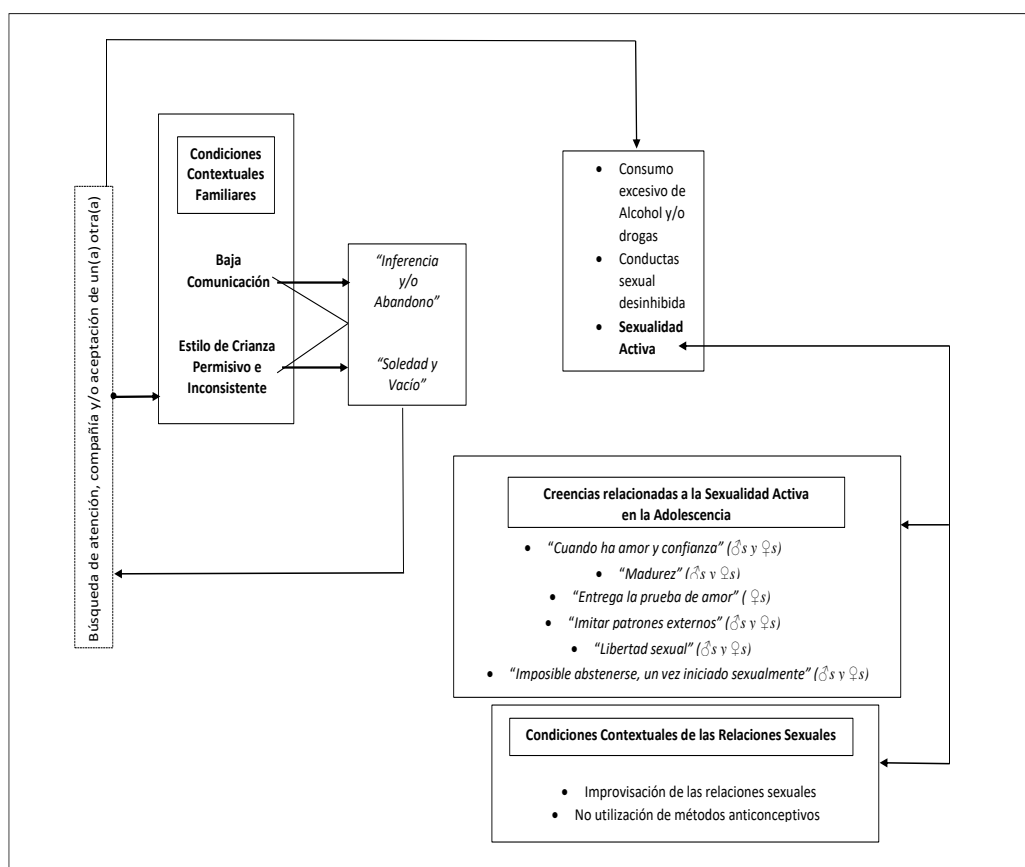 Búsqueda de atención, compañía y/o aceptación de un(a) otra(a)
Condiciones
Contextuales
Familiares
Baja
Comunicación
Estilo de Crianza
Permisivo e
Inconsistente
“Inferencia
y/o
Abandono”
“Soledad y
Vacío”
• Consumo
excesivo de
Alcohol y/o
drogas
• Conductas
sexual
desinhibida
• Sexualidad
Activa
Creencias relacionadas a la Sexualidad Activa
en la Adolescencia
• “Cuando ha amor y confianza” (♂s y ♀s)
• “Madurez” (♂s y ♀s)
• “Entrega la prueba de amor” ( ♀s)
• “Imitar patrones externos” (♂s y ♀s)
• “Libertad sexual” (♂s y ♀s)
• “Imposible abstenerse, un vez iniciado sexualmente” (♂s y ♀s)
Condiciones Contextuales de las Relaciones Sexuales
• Improvisación de las relaciones sexuales
• No utilización de métodos anticonceptivos